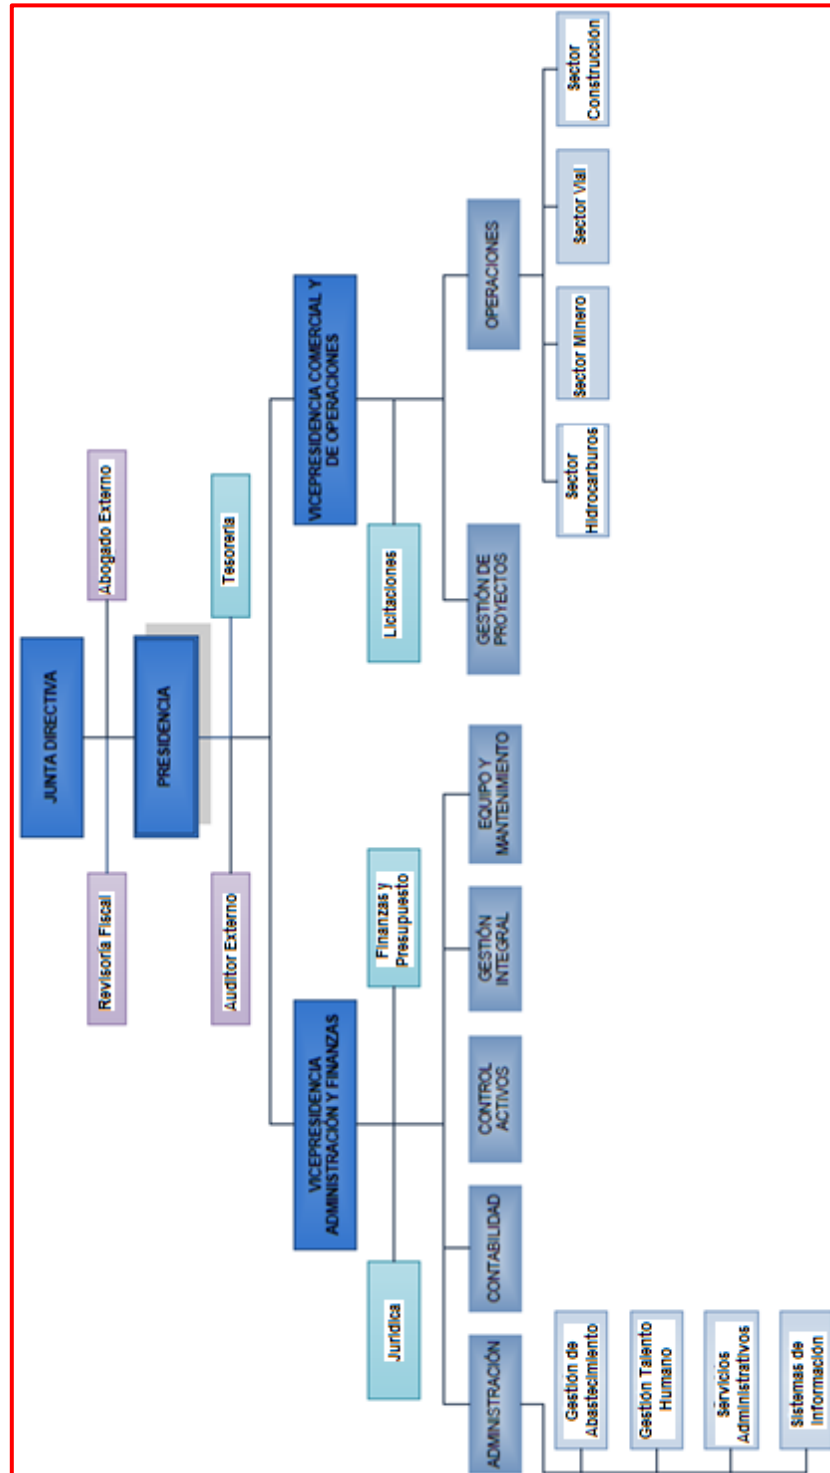 JUNTA DIRECTIVA
Revisoría Fiscal
Abogado Externo
PRESIDENCIA
Auditor Externo
Tesorería
VICEPRESIDENCIA
ADMINISTRACIÓN Y FINANZAS
VICEPRESIDENCIA COMERCIAL Y
DE OPERACIONES
Jurídica
Finanzas y
Presupuesto
Licitaciones
ADMINISTRACIÓN
CONTABILIDAD
CONTROL
ACTIVOS
GESTIÓN
INTEGRAL
EQUIPO Y
MANTENIMIENTO
GESTIÓN DE
PROYECTOS
OPERACIONES
Gestión de
Abastecimiento
Gestión Talento
Humano
Servicios
Administrativos
Sistemas de
Información
Sector
Hidrocarburos
Sector Minero
Sector Vial
Sector
Construcción